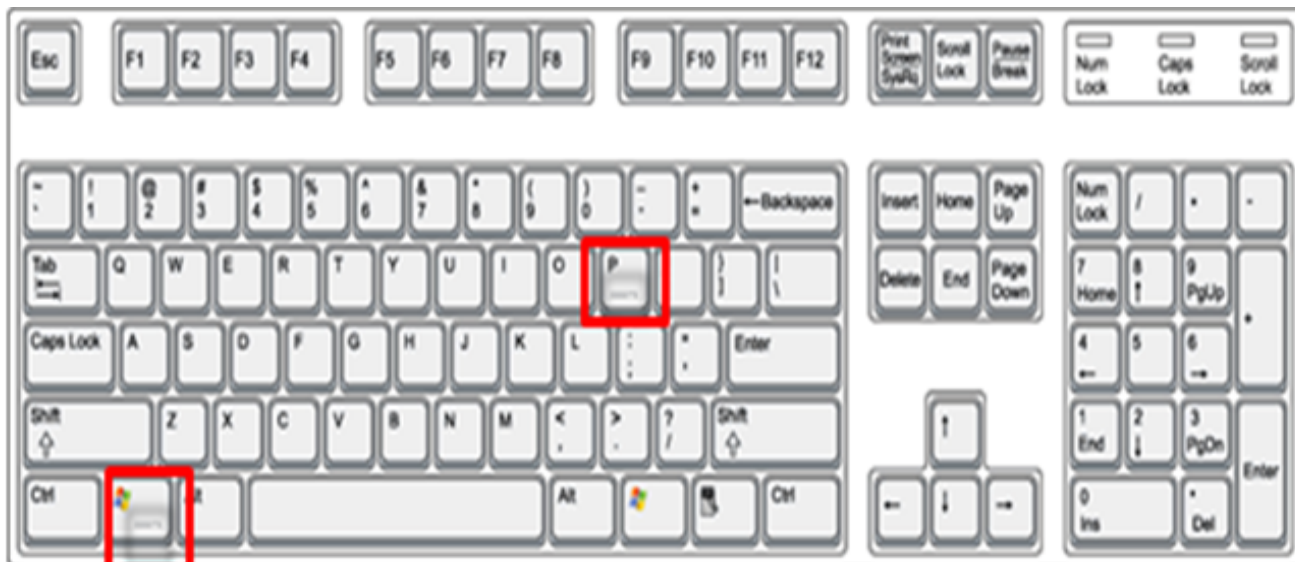 Esc F1 F2 F3 F4 F5 F6 F7 F8 F9 F10 F11 F12 Print Screen SysRq Scroll Lock Pause Break Num Lock Caps Lock Scroll Lock
~ ! @ # $ % ^ & * ( ) - +
` 1 2 3 4 5 6 7 8 9 0 - = ←Backspace Insert Home Page Up Num Lock / * -
Tab Q W E R T Y U I O P } ] | \ Delete End Page Down 7 Home 8 ↑ 9 PgUp +
Caps Lock A S D F G H J K L : ; " ' Enter 4 ← 5 6 →
Shift Z X C V B N M < , > . ? / Shift ↑ 1 End 2 ↓ 3 PgDn Enter
Ctrl Alt Alt Ctrl ← ↓ → 0 Ins . Del